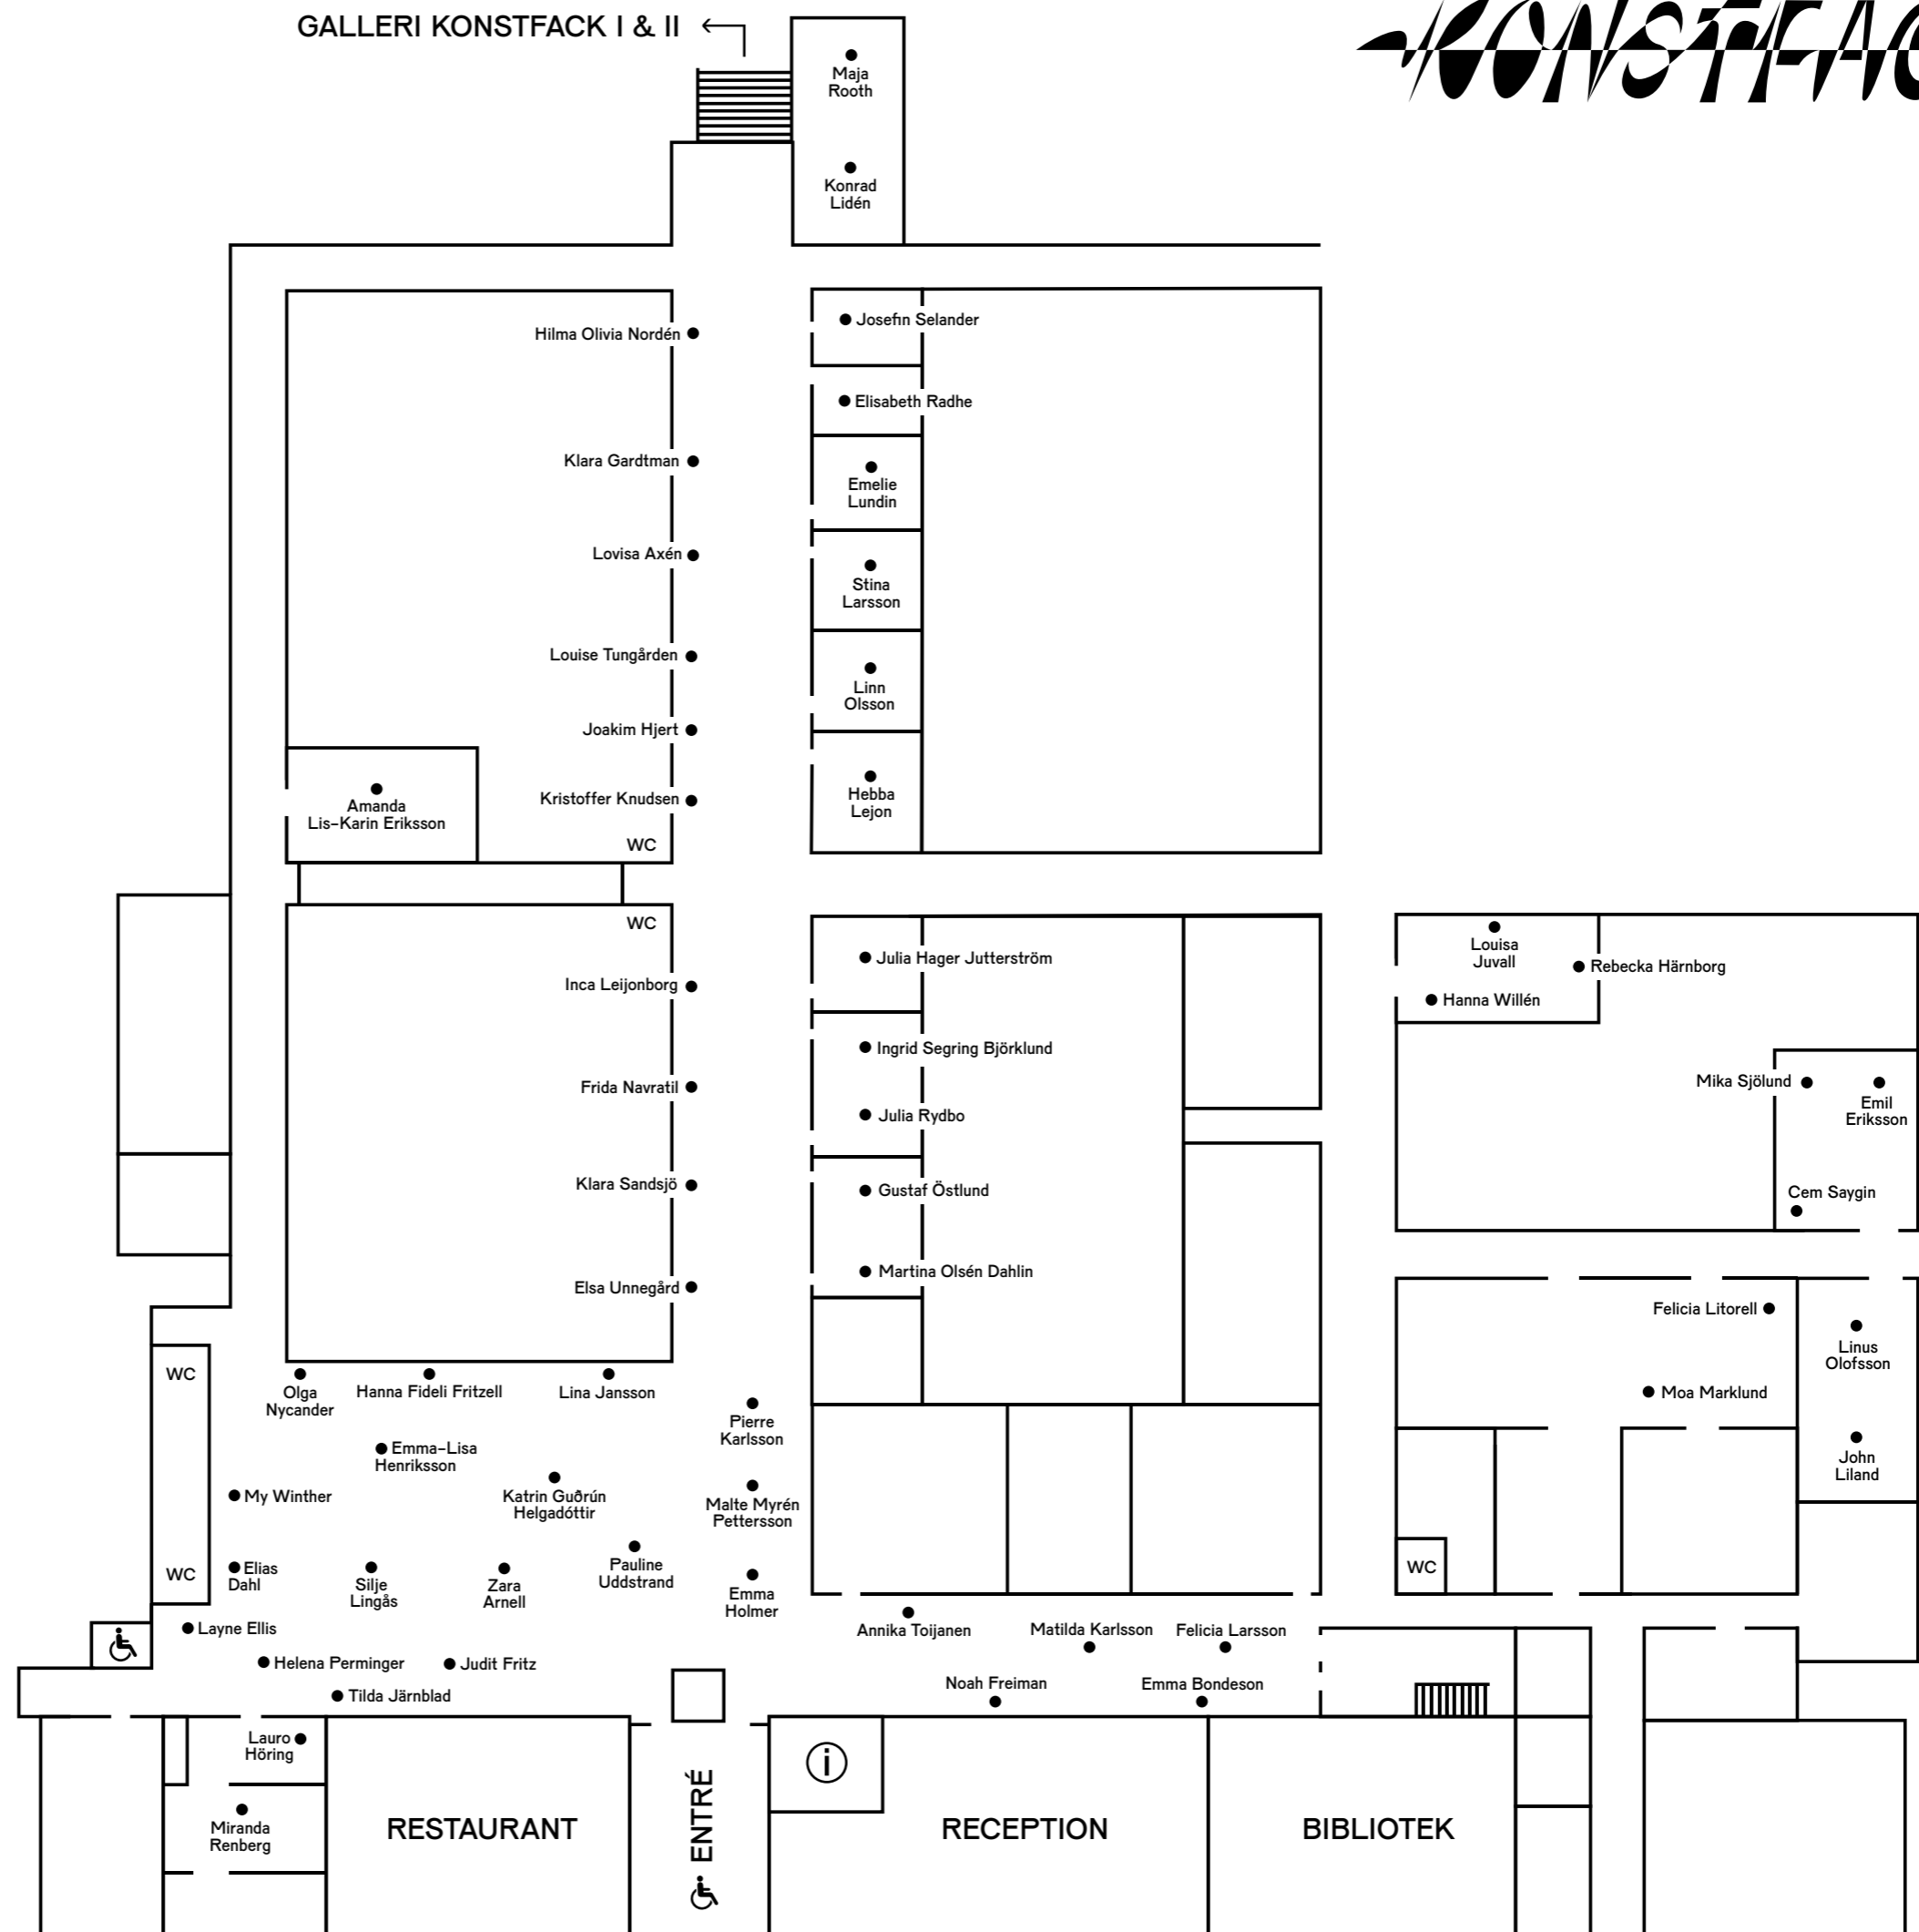 GALLERI KONSTFACK I & II
KONSTFAC
Maja
Rooth
Konrad
Lidén
Hilma Olivia Nordén
Josefin Selander
Elisabeth Radhe
Klara Gardtman
Emelie
Lundin
Lovisa Axén
Stina
Larsson
Louise Tungården
Linn
Olsson
Joakim Hjert
Hebba
Lejon
Kristoffer Knudsen
Amanda
Lis-Karin Eriksson
WC
WC
Inca Leijonborg
Julia Hager Jutterström
Louisa
Juvall
Rebecka Härnborg
Hanna Willén
Ingrid Segring Björklund
Frida Navratil
Julia Rydbo
Mika Sjölund
Emil
Eriksson
Klara Sandsjö
Gustaf Östlund
Cem Saygin
Elsa Unnegård
Martina Olsén Dahlin
Felicia Litorell
Linus
Olofsson
Moa Marklund
John
Liland
WC
WC
Olga
Nycander
Hanna Fideli Fritzell
Lina Jansson
Pierre
Karlsson
Emma-Lisa
Henriksson
My Winther
Katrin Guðrún
Helgadóttir
Malte Myrén
Pettersson
WC
Elias
Dahl
Silje
Lingås
Zara
Arnell
Pauline
Uddstrand
Emma
Holmer
Layne Ellis
Annika Toijanen
Matilda Karlsson
Felicia Larsson
Helena Perminger
Judit Fritz
Noah Freiman
Emma Bondeson
Tilda Järnblad
Lauro
Höring
Miranda
Renberg
RESTAURANT
ENTRÉ
i
RECEPTION
BIBLIOTEK